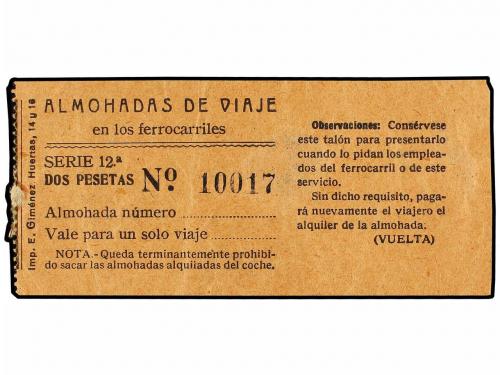 Imp. E. Giménez Huertas, 14 y 16
ALMOHADAS DE VIAJE
en los ferrocarriles
SERIE 12.ª
DOS PESETAS Nº 10017
Almohada número
Vale para un solo viaje
NOTA.-Queda terminantemente prohibi-
do sacar las almohadas alquiladas del coche.
Observaciones: Consérvese
este talón para presentarlo
cuando lo pidan los emplea-
dos del ferrocarril o de este
servicio.
Sin dicho requisito, paga-
rá nuevamente el viajero el
alquiler de la almohada.
(VUELTA)